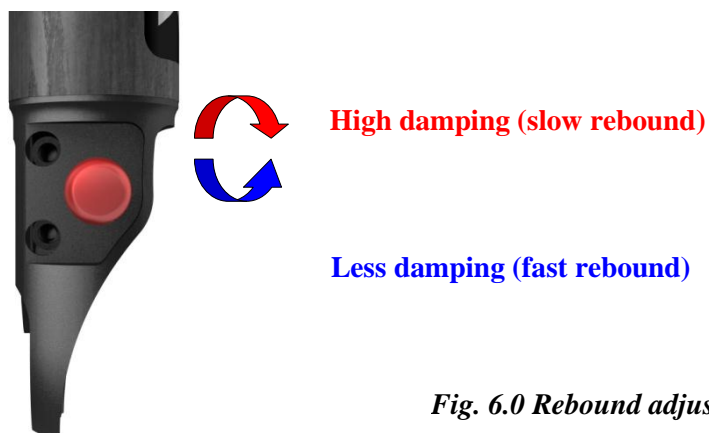 High damping (slow rebound)
Less damping (fast rebound)
Fig. 6.0 Rebound adjus